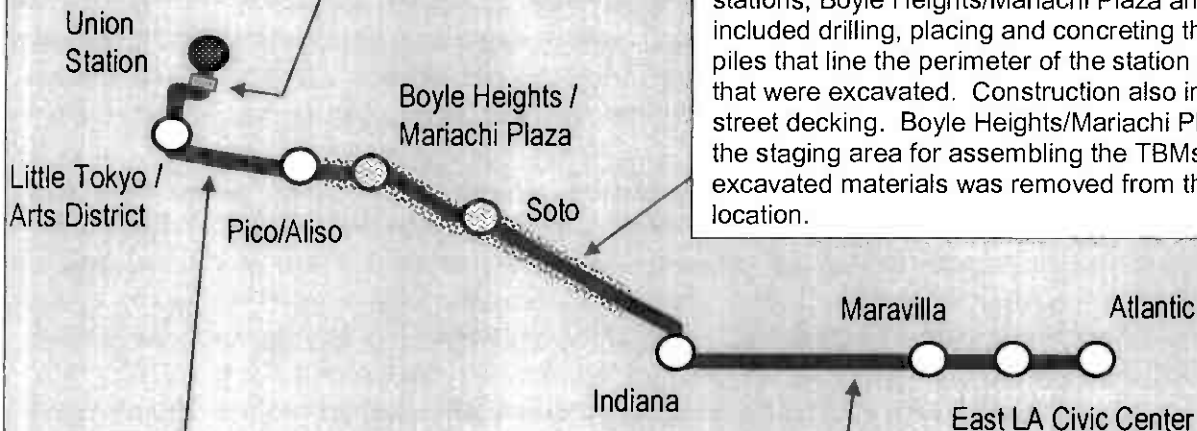 stations, Boyle Heights/Mariachi Plaza an
included drilling, placing and concreting th
piles that line the perimeter of the station
that were excavated. Construction also in
street decking. Boyle Heights/Mariachi Pl
the staging area for assembling the TBMs
excavated materials was removed from th
location.
Union
Station
Boyle Heights /
Mariachi Plaza
Little Tokyo /
Arts District
Pico/Aliso
Soto
Maravilla
Atlantic
Indiana
East LA Civic Center